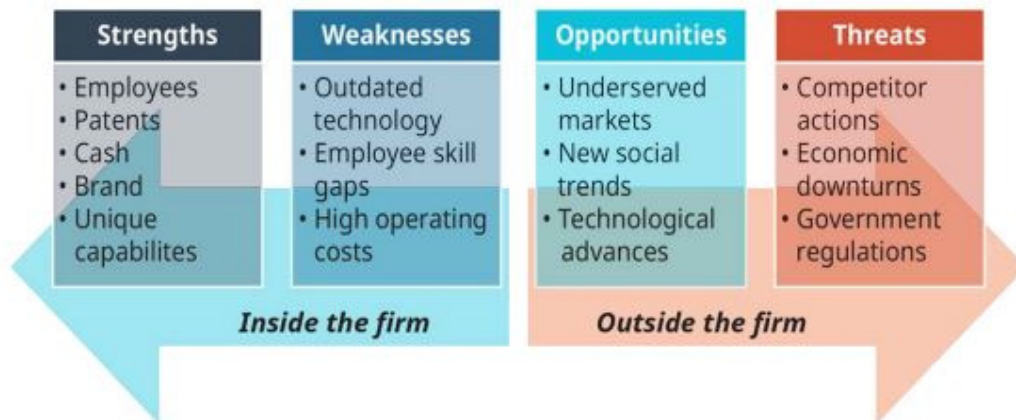 Strengths
• Employees
• Patents
• Cash
• Brand
• Unique
capabilites
Weaknesses
• Outdated
technology
• Employee skill
gaps
• High operating
costs
Opportunities
• Underserved
markets
• New social
trends
• Technological
advances
Threats
• Competitor
actions
• Economic
downturns
• Government
regulations
Inside the firm
Outside the firm